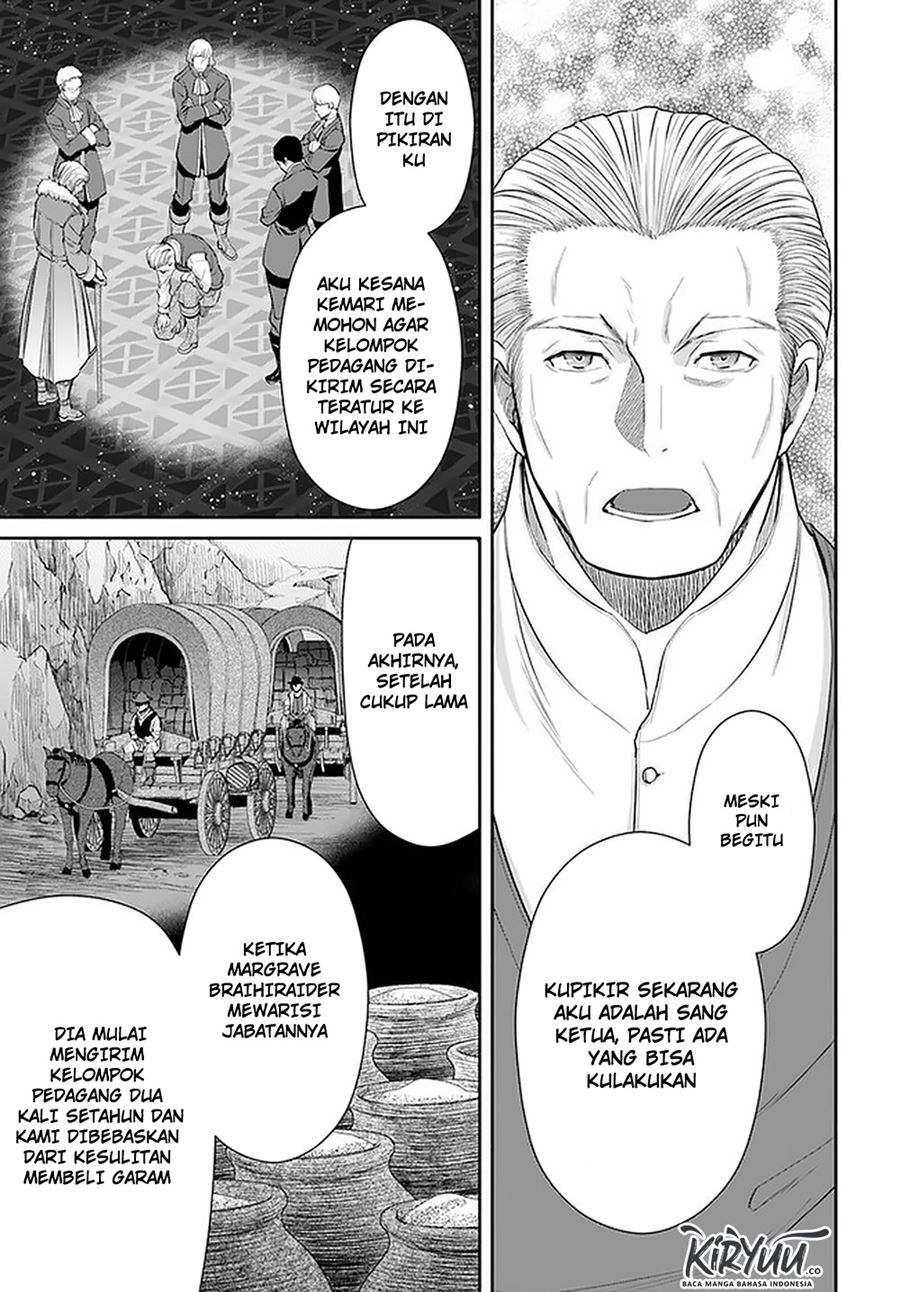 MESKI
PUN
BEGITU
KUPIKIR SEKARANG
AKU ADALAH SANG
KETUA, PASTI ADA
YANG BISA
KULAKUKAN
DENGAN
ITU DI
PIKIRAN
KU
AKU KESANA
KEMARI ME-
MOHON AGAR
KELOMPOK
PEDAGANG DI-
KIRIM SECARA
TERATUR KE
WILAYAH INI
PADA
AKHIRNYA,
SETELAH
CUKUP LAMA
KETIKA
MARGRAVE
BRAIHIRAIDER
MEWARISI
JABATANNYA
DIA MULAI
MENGIRIM
KELOMPOK
PEDAGANG DUA
KALI SETAHUN DAN
KAMI DIBEBASKAN
DARI KESULITAN
MEMBELI GARAM
KIRYUU.CO
BACA MANGA BAHASA INDONESIA